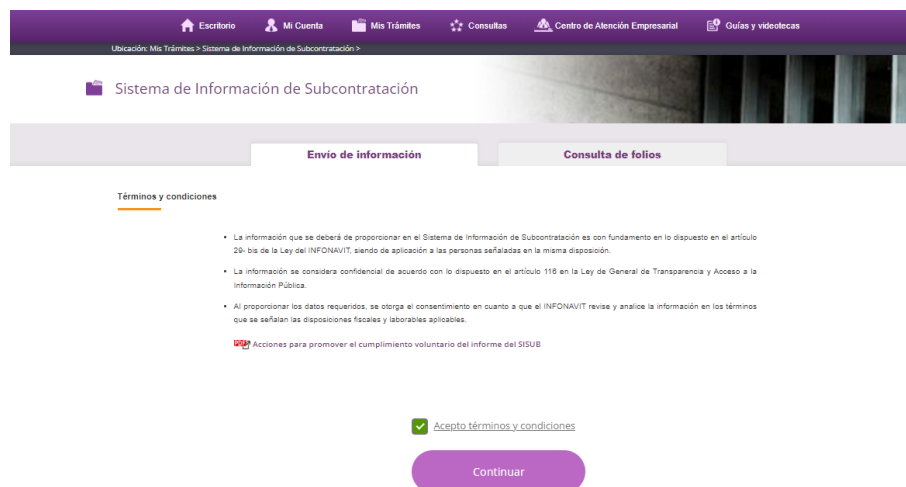 Escritorio Mi Cuenta Mis Trámites Consultas Centro de Atención Empresarial Guías y videotecas
Ubicación: Mis Trámites > Sistema de Información de Subcontratación >
Sistema de Información de Subcontratación
Envío de información Consulta de folios
Términos y condiciones
• La información que se deberá de proporcionar en el Sistema de Información de Subcontratación es con fundamento en lo dispuesto en el artículo
29- bis de la Ley del INFONAVIT, siendo de aplicación a las personas señaladas en la misma disposición.
• La información se considera confidencial de acuerdo con lo dispuesto en el artículo 116 en la Ley de General de Transparencia y Acceso a la
Información Pública.
• Al proporcionar los datos requeridos, se otorga el consentimiento en cuanto a que el INFONAVIT revise y analice la información en los términos
que se señalan las disposiciones fiscales y laborables aplicables.
PDF Acciones para promover el cumplimiento voluntario del informe del SISUB
Acepto términos y condiciones
Continuar